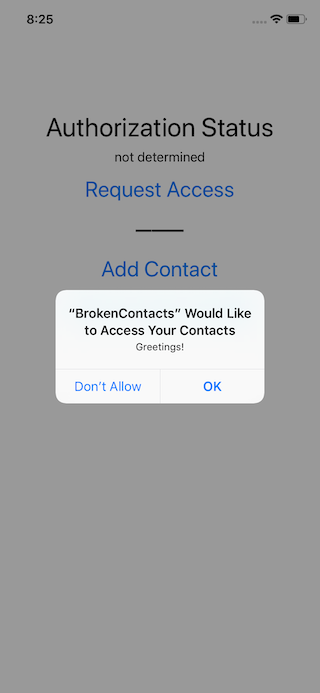 8:25
Authorization Status
not determined
Request Access
Add Contact
“BrokenContacts” Would Like
to Access Your Contacts
Greetings!
Don’t Allow
OK